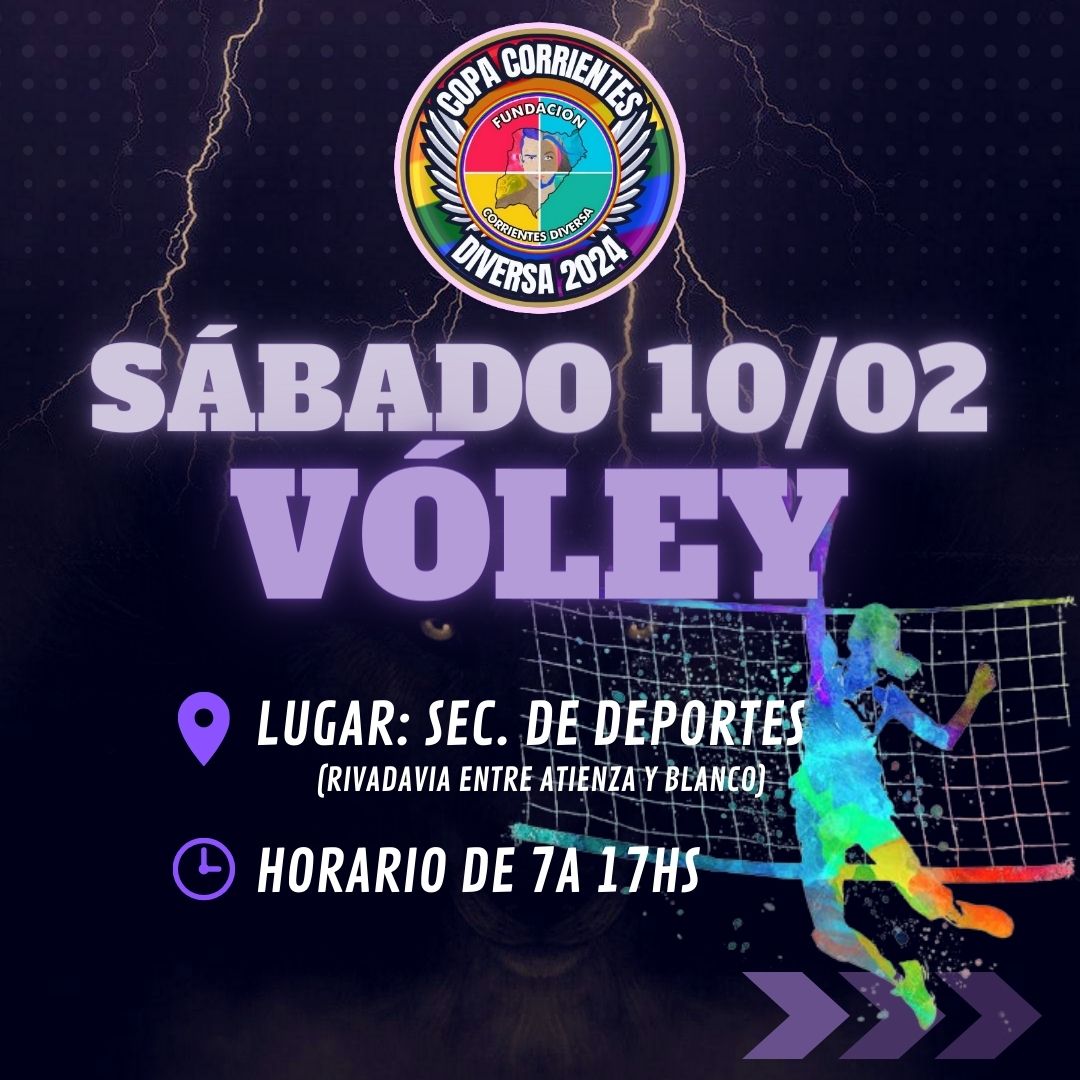 COPA CORRIENTES
FUNDACIÓN
CORRIENTES DIVERSA
DIVERSA 2024
SÁBADO 10/02
VÓLEY
LUGAR: SEC. DE DEPORTES
(RIVADAVIA ENTRE ATIENZA Y BLANCO)
HORARIO DE 7A 17HS